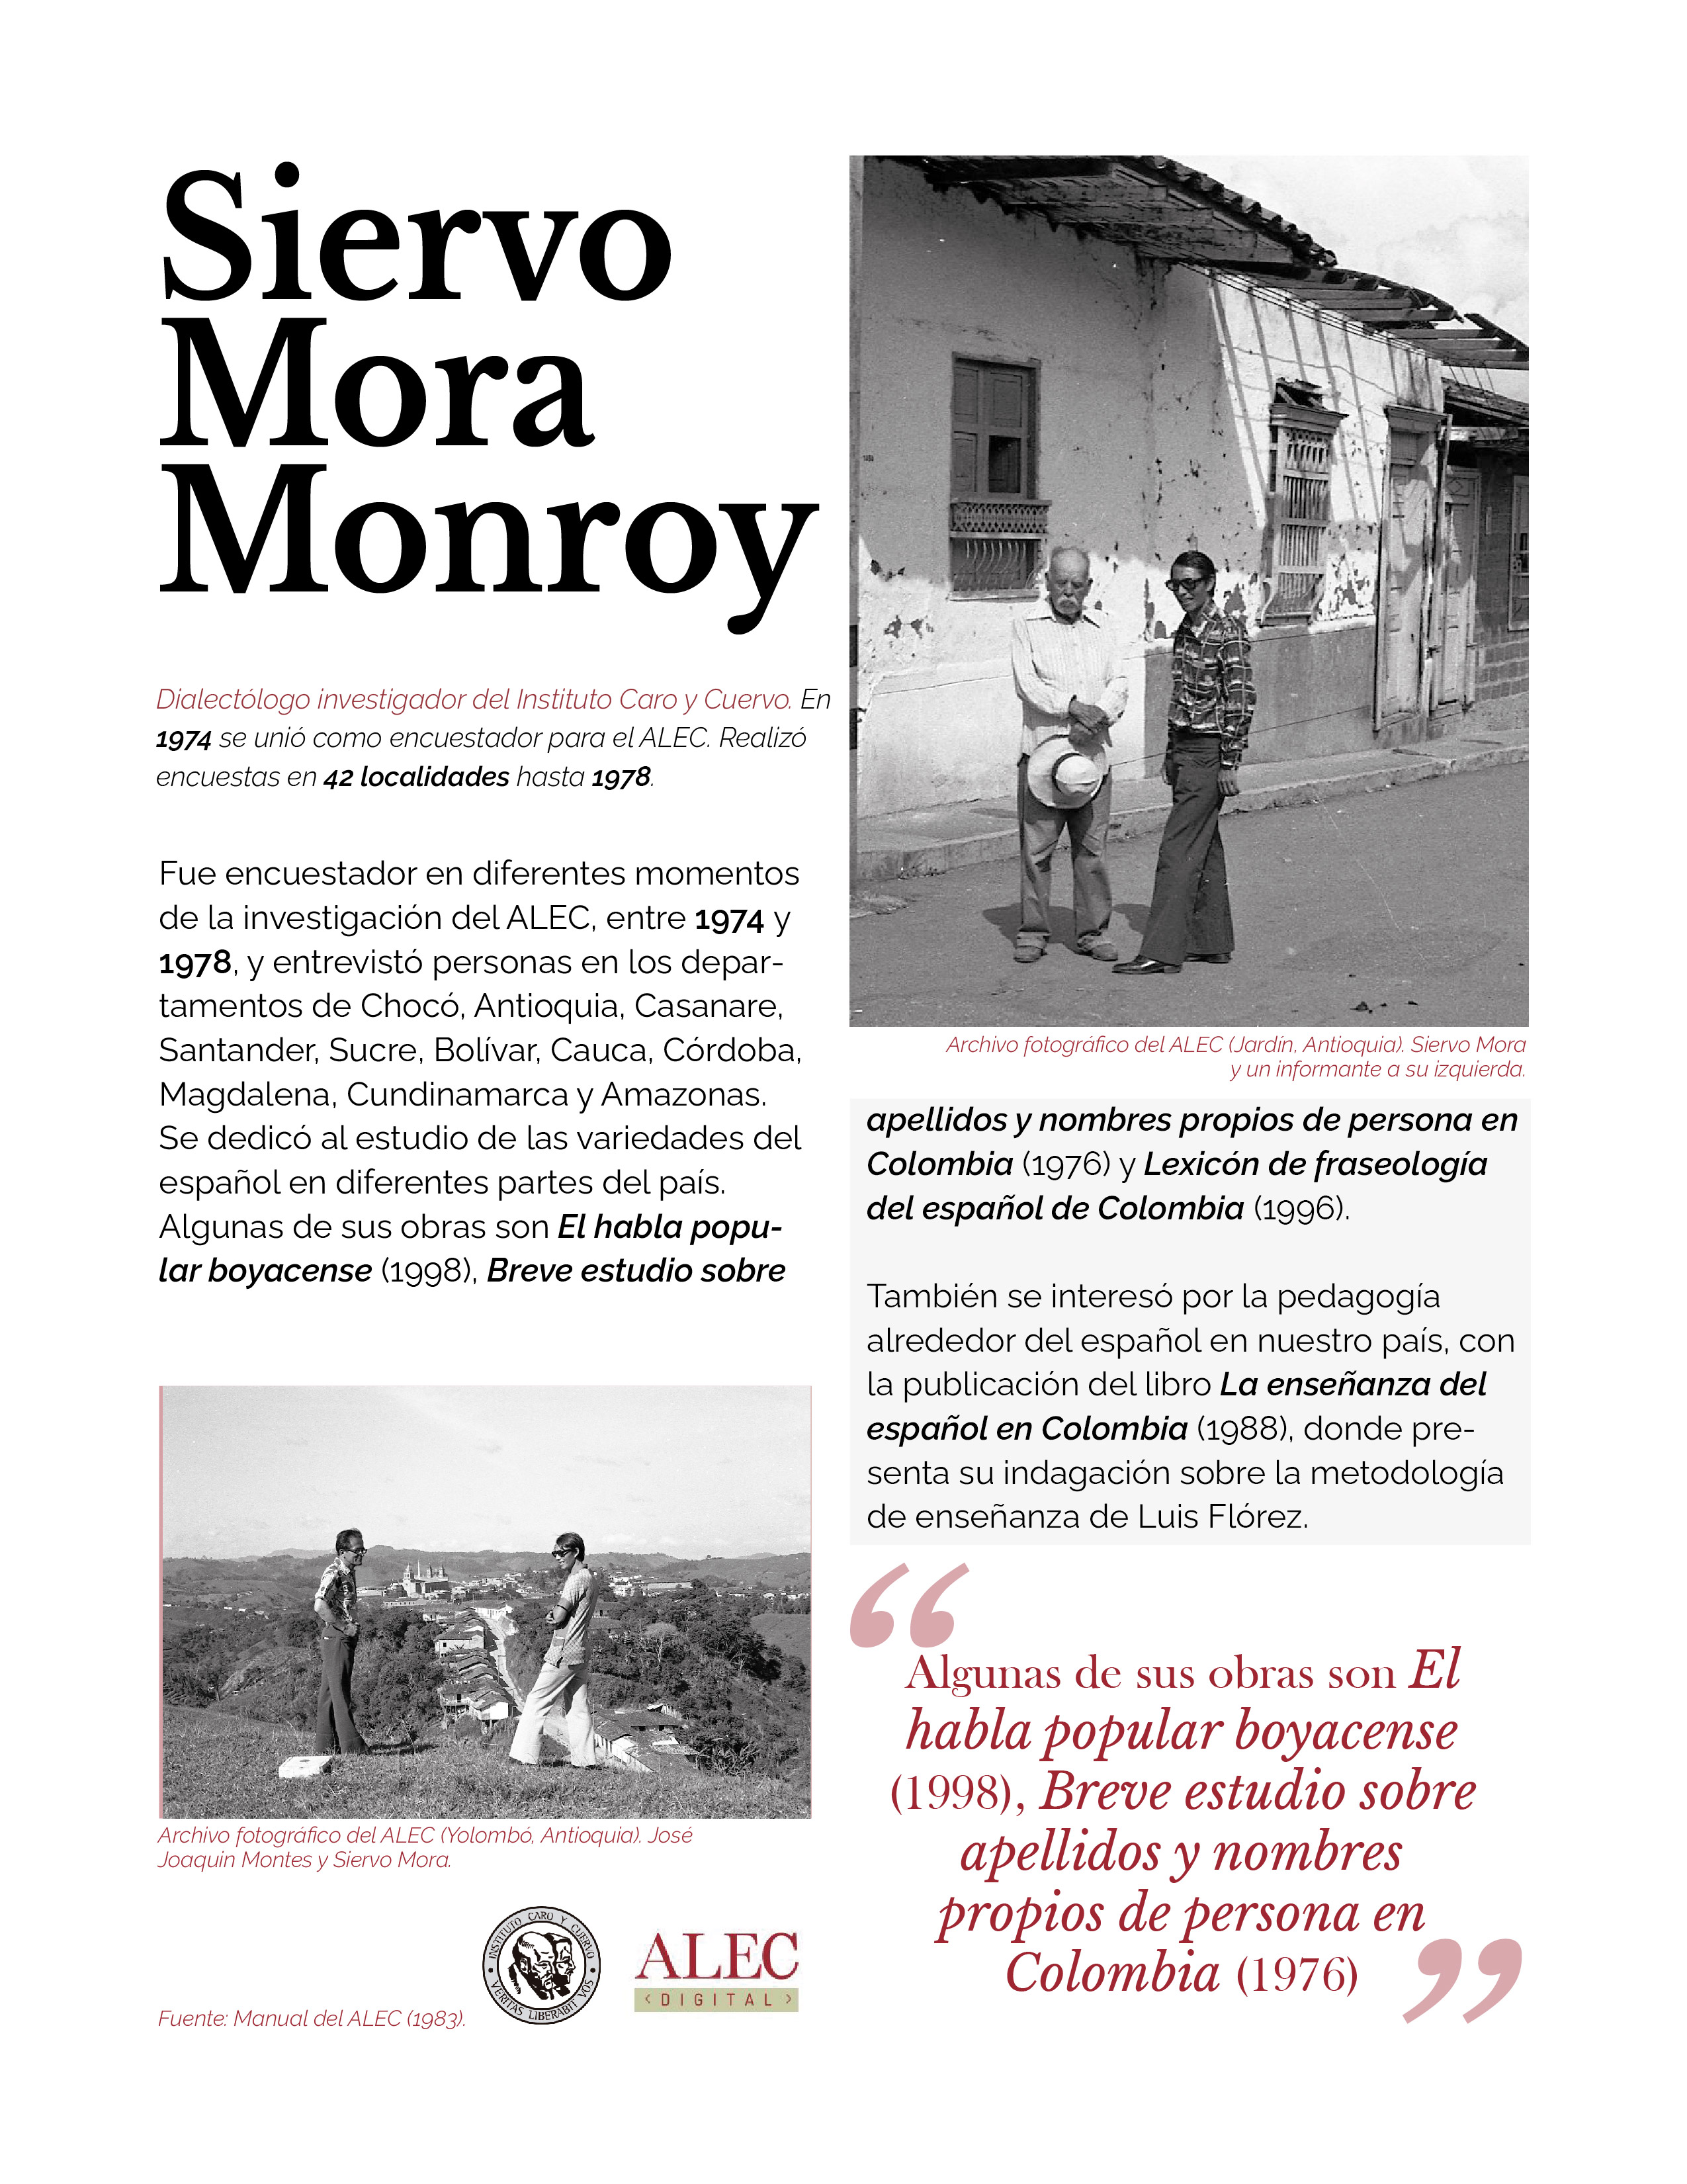 Siervo
Mora
Monroy
Dialectólogo investigador del Instituto Caro y Cuervo. En
1974 se unió como encuestador para el ALEC. Realizó
encuestas en 42 localidades hasta 1978.
Fue encuestador en diferentes momentos
de la investigación del ALEC, entre 1974 y
1978, y entrevistó personas en los depar-
tamentos de Chocó, Antioquia, Casanare,
Santander, Sucre, Bolívar, Cauca, Córdoba,
Magdalena, Cundinamarca y Amazonas.
Se dedicó al estudio de las variedades del
español en diferentes partes del país.
Algunas de sus obras son El habla popu-
lar boyacense (1998), Breve estudio sobre
Archivo fotográfico del ALEC (Jardín, Antioquia). Siervo Mora
y un informante a su izquierda.
apellidos y nombres propios de persona en
Colombia (1976) y Lexicón de fraseología
del español de Colombia (1996).
También se interesó por la pedagogía
alrededor del español en nuestro país, con
la publicación del libro La enseñanza del
español en Colombia (1988), donde pre-
senta su indagación sobre la metodología
de enseñanza de Luis Flórez.
Archivo fotográfico del ALEC (Yolombó, Antioquia). José
Joaquin Montes y Siervo Mora.
“Algunas de sus obras son El
habla popular boyacense
(1998), Breve estudio sobre
apellidos y nombres
propios de persona en
Colombia (1976)”
Fuente: Manual del ALEC (1983).
INSTITUTO CARO Y CUERVO
VERITAS LIBERABIT VOS
ALEC
<DIGITAL>